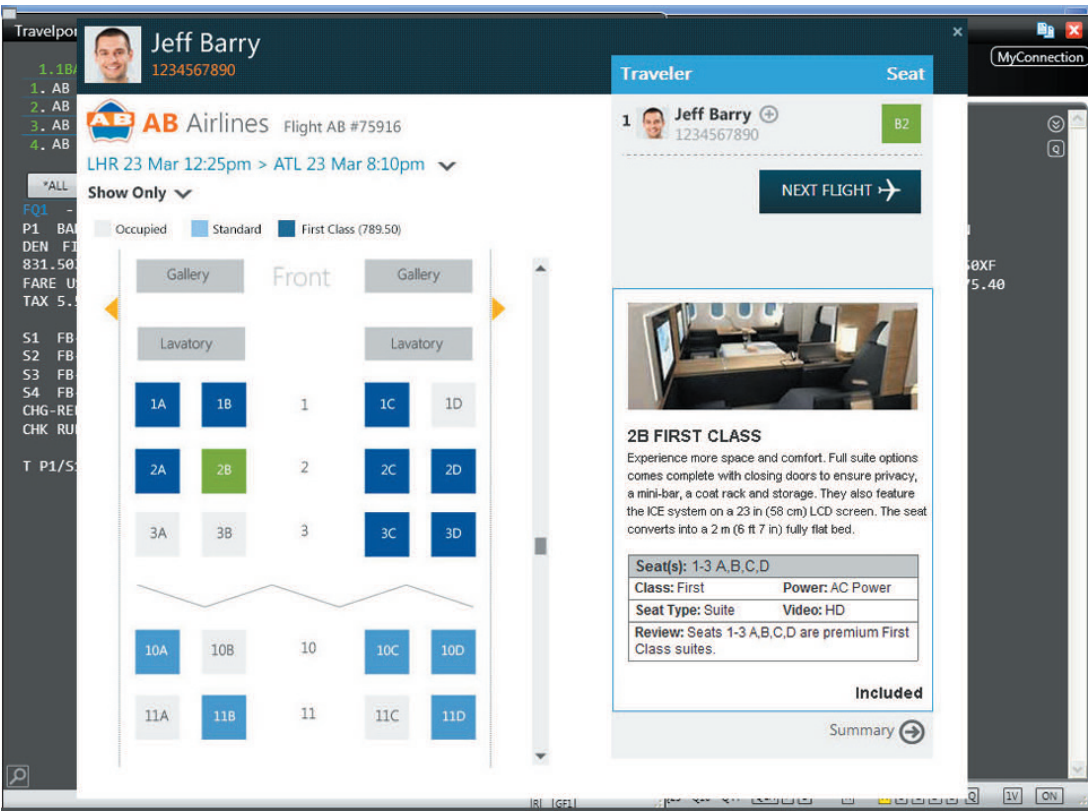 Travelpo
MyConnection
Jeff Barry
1234567890
1.1BA
1. AB
2. AB
3. AB
4. AB
*ALL
FQ1 -
P1 BA
DEN FI
831.50
FARE U
TAX 5.5
S1 FB
S2 FB
S3 FB
S4 FB
CHG-REF
CHK RU
T P1/S
AB
AB Airlines Flight AB #75916
LHR 23 Mar 12:25pm > ATL 23 Mar 8:10pm
Show Only
Occupied Standard First Class (789.50)
Gallery Front Gallery
Lavatory Lavatory
1A 1B 1 1C 1D
2A 2B 2 2C 2D
3A 3B 3 3C 3D
10A 10B 10 10C 10D
11A 11B 11 11C 11D
Traveler Seat
1 Jeff Barry
1234567890
B2
NEXT FLIGHT
2B FIRST CLASS
Experience more space and comfort. Full suite options
comes complete with closing doors to ensure privacy,
a mini-bar, a coat rack and storage. They also feature
the ICE system on a 23 in (58 cm) LCD screen. The seat
converts into a 2 m (6 ft 7 in) fully flat bed.
Seat(s): 1-3 A,B,C,D
Class: First Power: AC Power
Seat Type: Suite Video: HD
Review: Seats 1-3 A,B,C,D are premium First
Class suites.
Included
Summary
Q
0XF
5.40
R GF1
Q 1V ON